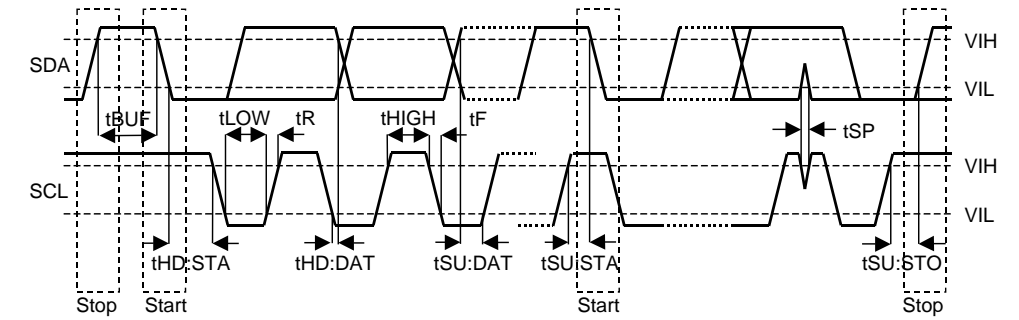 VIH
SDA
VIL
tBUF tLOW tR tHIGH tF
tSP
VIH
SCL
VIL
tHD:STA tHD:DAT tSU:DAT tSU:STA tSU:STO
Stop Start Start Stop